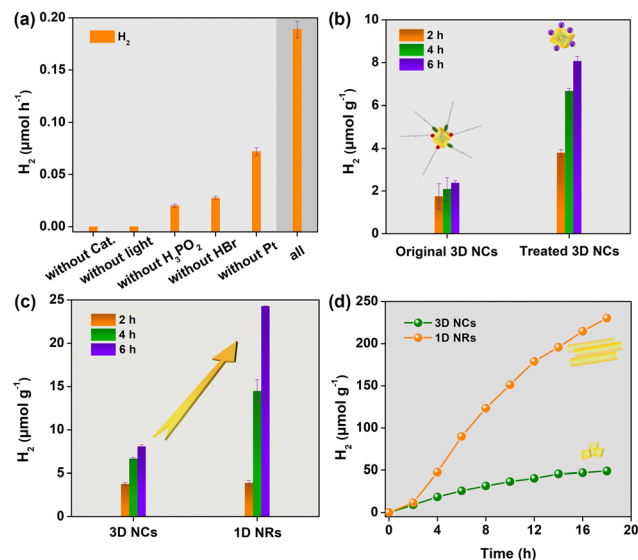 (a)
H₂
H₂ (μmol h⁻¹)
0.20
0.15
0.10
0.05
0.00
without Cat.
without light
without H₃PO₂
without HBr
without Pt
all
(b)
2 h
4 h
6 h
H₂ (μmol g⁻¹)
10
8
6
4
2
0
Original 3D NCs
Treated 3D NCs
(c)
2 h
4 h
6 h
H₂ (μmol g⁻¹)
25
20
15
10
5
0
3D NCs
1D NRs
(d)
3D NCs
1D NRs
H₂ (μmol g⁻¹)
250
200
150
100
50
0
0 4 8 12 16 20
Time (h)